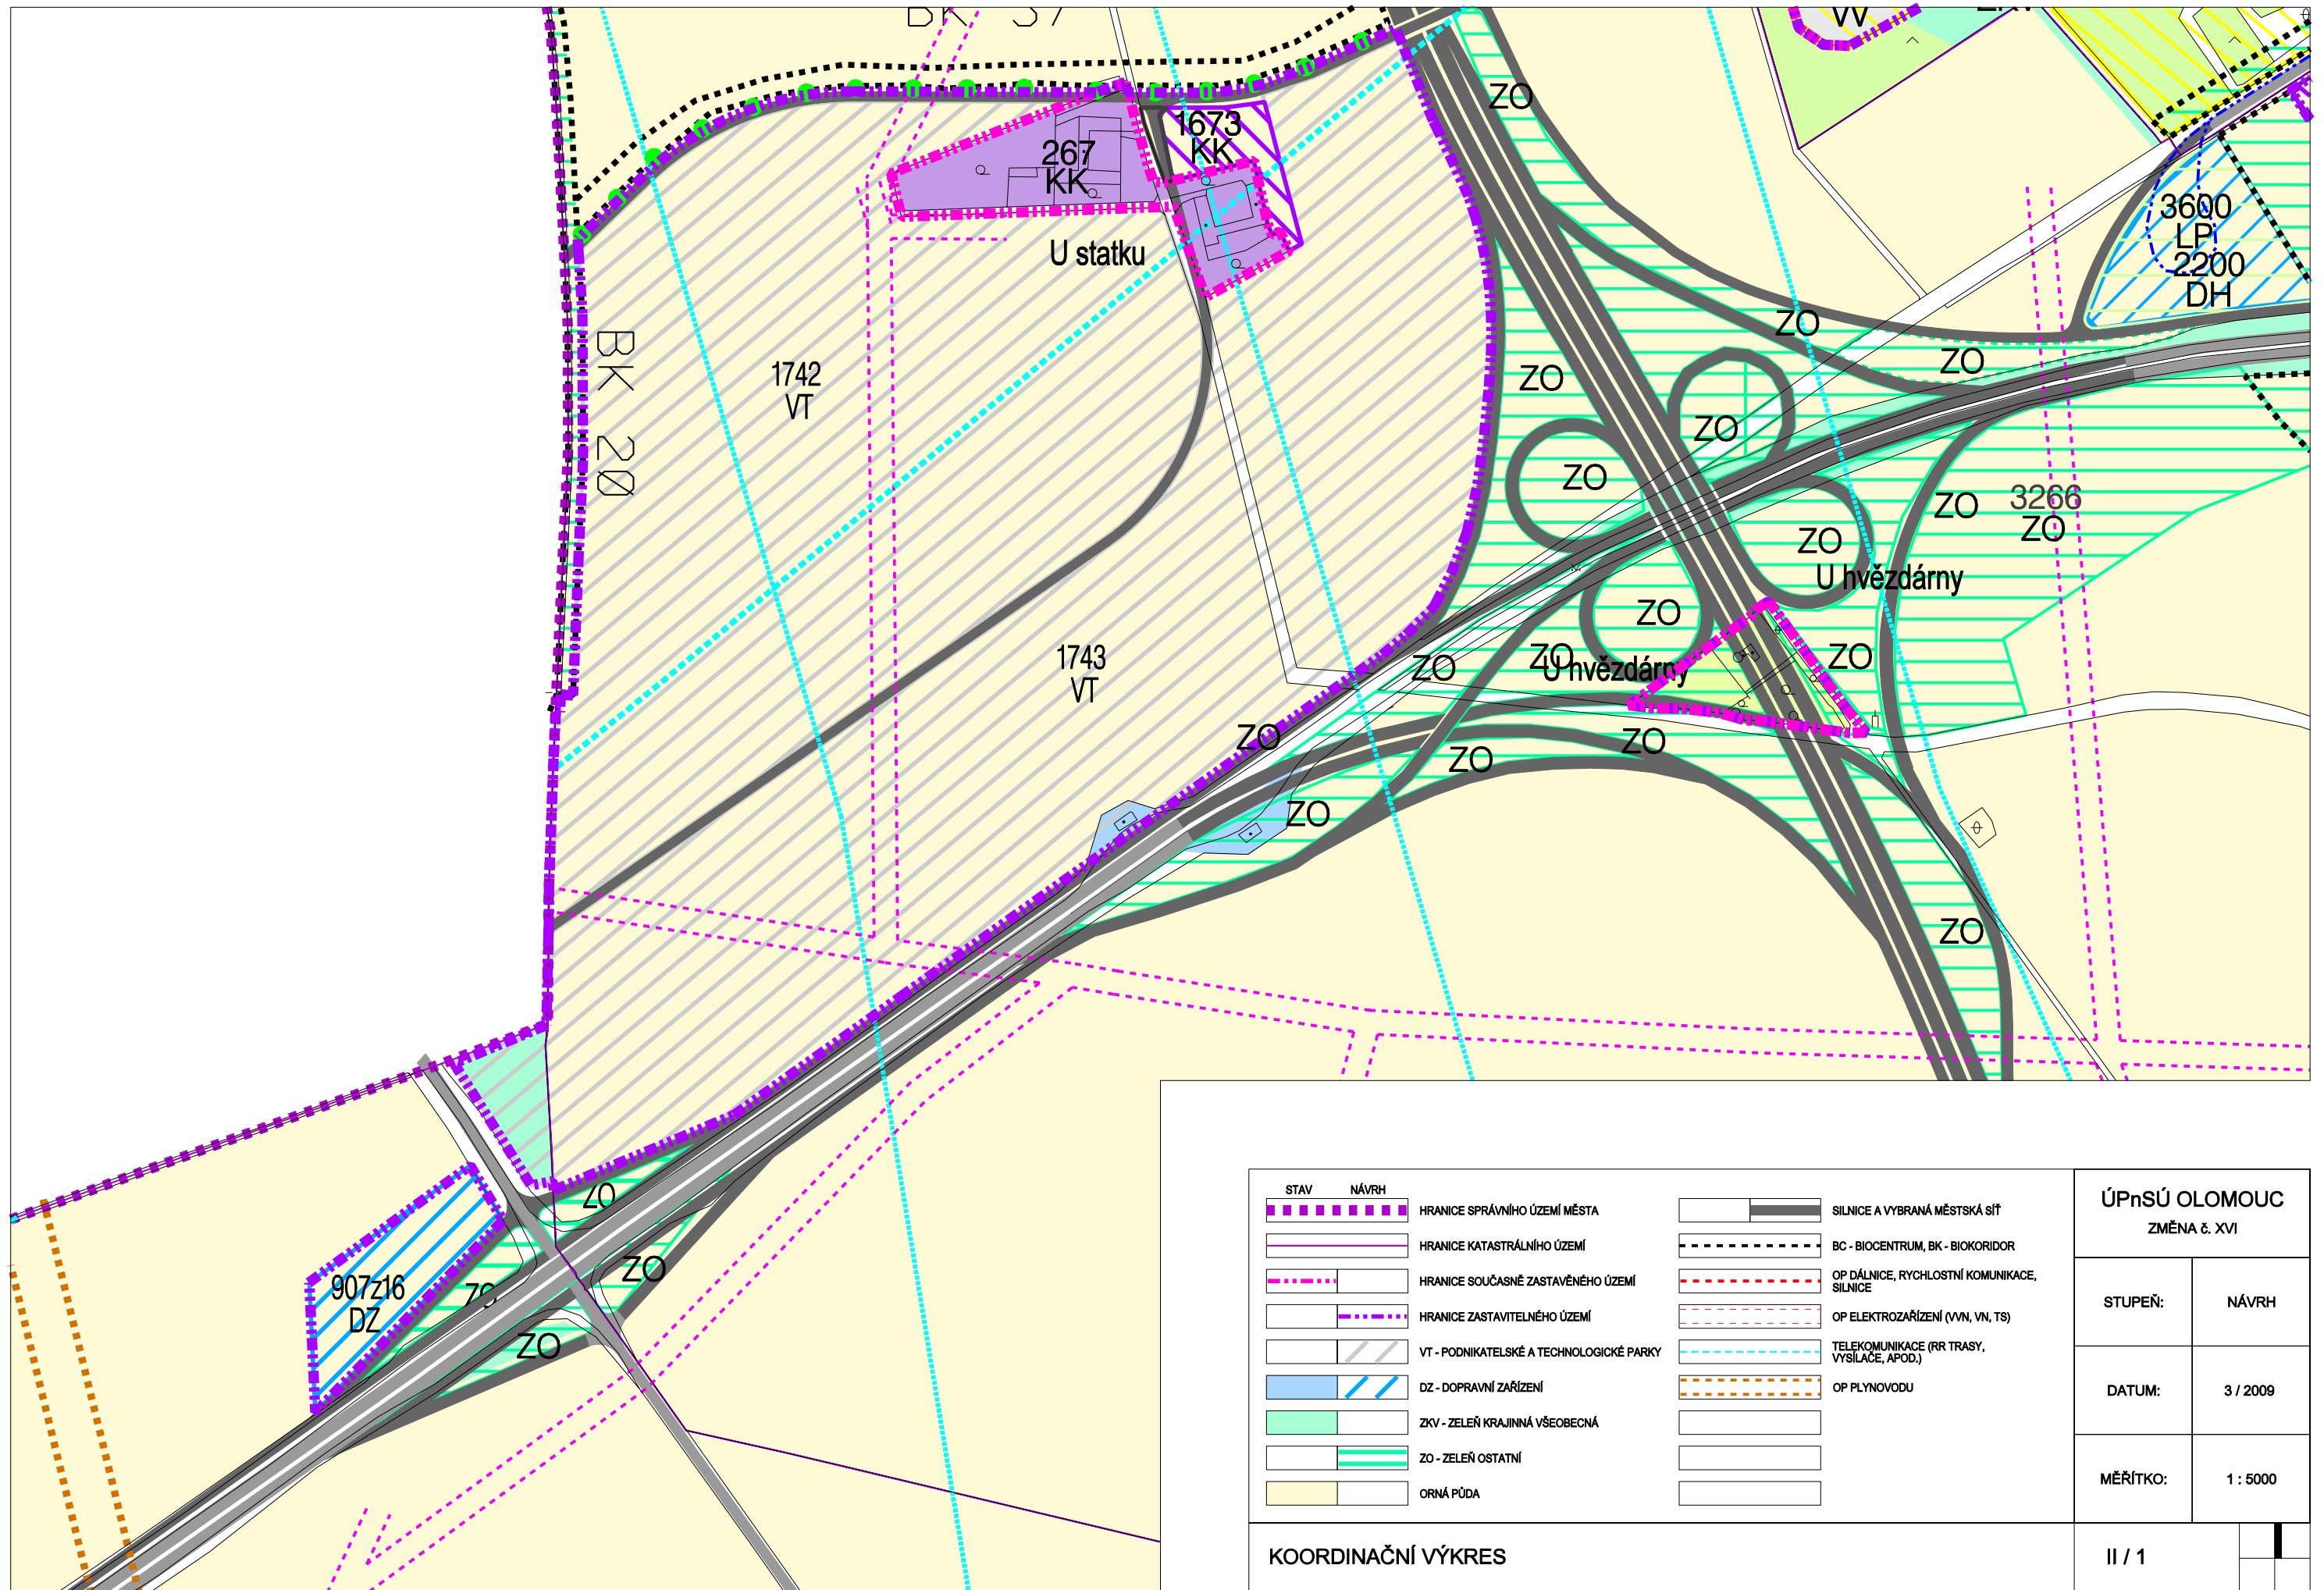 BK 37
VV
ZO
1673
KK
267
KK
3600
LP
2200
DH
U statku
ZO
BK 20
1742
VT
ZO
ZO
ZO
ZO
ZO
3266
ZO
ZO
U hvězdárny
ZO
1743
VT
ZO
ZO
U hvězdárny
ZO
ZO
ZO
ZO
ZO
ZO
ZO
907z16
DZ
ZO
ZO
ZO
STAV NÁVRH
HRANICE SPRÁVNÍHO ÚZEMÍ MĚSTA
HRANICE KATASTRÁLNÍHO ÚZEMÍ
HRANICE SOUČASNĚ ZASTAVĚNÉHO ÚZEMÍ
HRANICE ZASTAVITELNÉHO ÚZEMÍ
VT - PODNIKATELSKÉ A TECHNOLOGICKÉ PARKY
DZ - DOPRAVNÍ ZAŘÍZENÍ
ZKV - ZELEŇ KRAJINNÁ VŠEOBECNÁ
ZO - ZELEŇ OSTATNÍ
ORNÁ PŮDA
SILNICE A VYBRANÁ MĚSTSKÁ SÍŤ
BC - BIOCENTRUM, BK - BIOKORIDOR
OP DÁLNICE, RYCHLOSTNÍ KOMUNIKACE,
SILNICE
OP ELEKTROZAŘÍZENÍ (VVN, VN, TS)
TELEKOMUNIKACE (RR TRASY,
VYSÍLAČE, APOD.)
OP PLYNOVODU
ÚPnSÚ OLOMOUC
ZMĚNA č. XVI
STUPEŇ: NÁVRH
DATUM: 3 / 2009
MĚŘÍTKO: 1 : 5000
KOORDINAČNÍ VÝKRES
II / 1